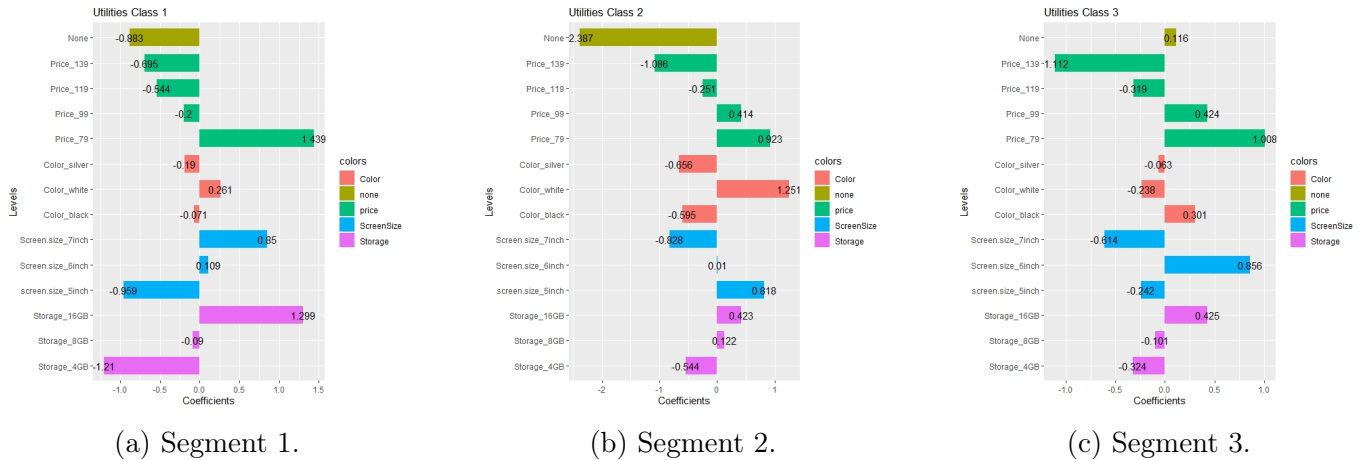 Utilities Class 1
None
Price_139
Price_119
Price_99
Price_79
Color_silver
Color_white
Color_black
Screen.size_7inch
Screen.size_6inch
screen.size_5inch
Storage_16GB
Storage_8GB
Storage_4GB
Levels
-0.883
-0.695
-0.544
-0.2
1.439
-0.19
0.261
-0.071
0.85
0.109
-0.959
1.299
-0.09
-1.21
-1.0
-0.5
0.0
0.5
1.0
1.5
Coefficients
colors
Color
none
price
ScreenSize
Storage
(a) Segment 1.
Utilities Class 2
None
Price_139
Price_119
Price_99
Price_79
Color_silver
Color_white
Color_black
Screen.size_7inch
Screen.size_6inch
screen.size_5inch
Storage_16GB
Storage_8GB
Storage_4GB
Levels
2.387
-1.086
-0.251
0.414
0.923
-0.656
1.251
-0.595
-0.828
0.01
0.818
0.423
0.122
-0.544
-2
-1
0
1
Coefficients
colors
Color
none
price
ScreenSize
Storage
(b) Segment 2.
Utilities Class 3
None
Price_139
Price_119
Price_99
Price_79
Color_silver
Color_white
Color_black
Screen.size_7inch
Screen.size_6inch
screen.size_5inch
Storage_16GB
Storage_8GB
Storage_4GB
Levels
0.116
1.112
-0.319
0.424
1.008
-0.063
-0.238
0.301
-0.614
0.856
-0.242
0.425
-0.101
-0.324
-1.0
-0.5
0.0
0.5
1.0
Coefficients
colors
Color
none
price
ScreenSize
Storage
(c) Segment 3.